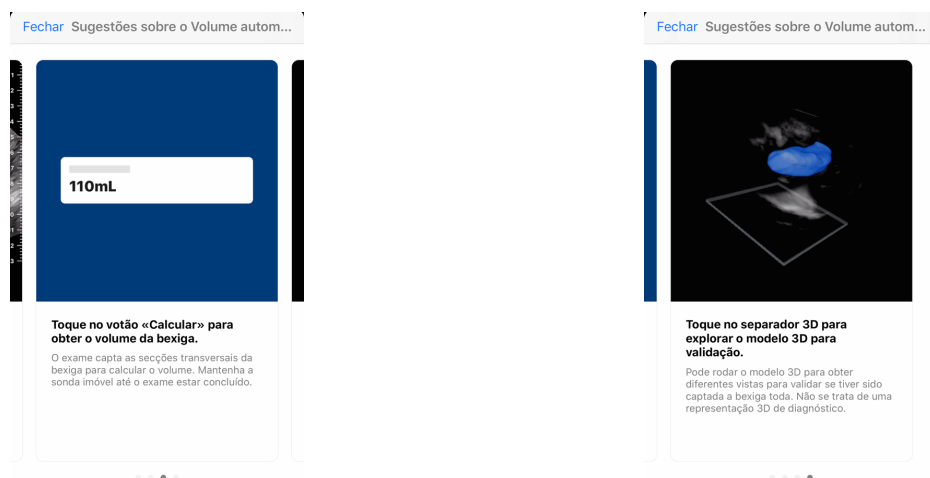 Fechar Sugestões sobre o Volume autom...
110mL
Toque no votão «Calcular» para
obter o volume da bexiga.
O exame capta as secções transversais da
bexiga para calcular o volume. Mantenha a
sonda imóvel até o exame estar concluído.
Fechar Sugestões sobre o Volume autom...
Toque no separador 3D para
explorar o modelo 3D para
validação.
Pode rodar o modelo 3D para obter
diferentes vistas para validar se tiver sido
captada a bexiga toda. Não se trata de uma
representação 3D de diagnóstico.